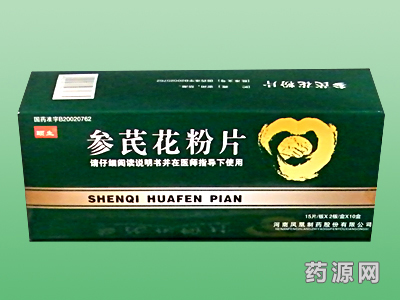 参芪花粉片
国药准字B20020762
参芪花粉片
请仔细阅读说明书并在医师指导下使用
SHENQI HUAFEN PIAN
15片/板X2板/盒X10盒
河南凤凰制药股份有限公司
药源网